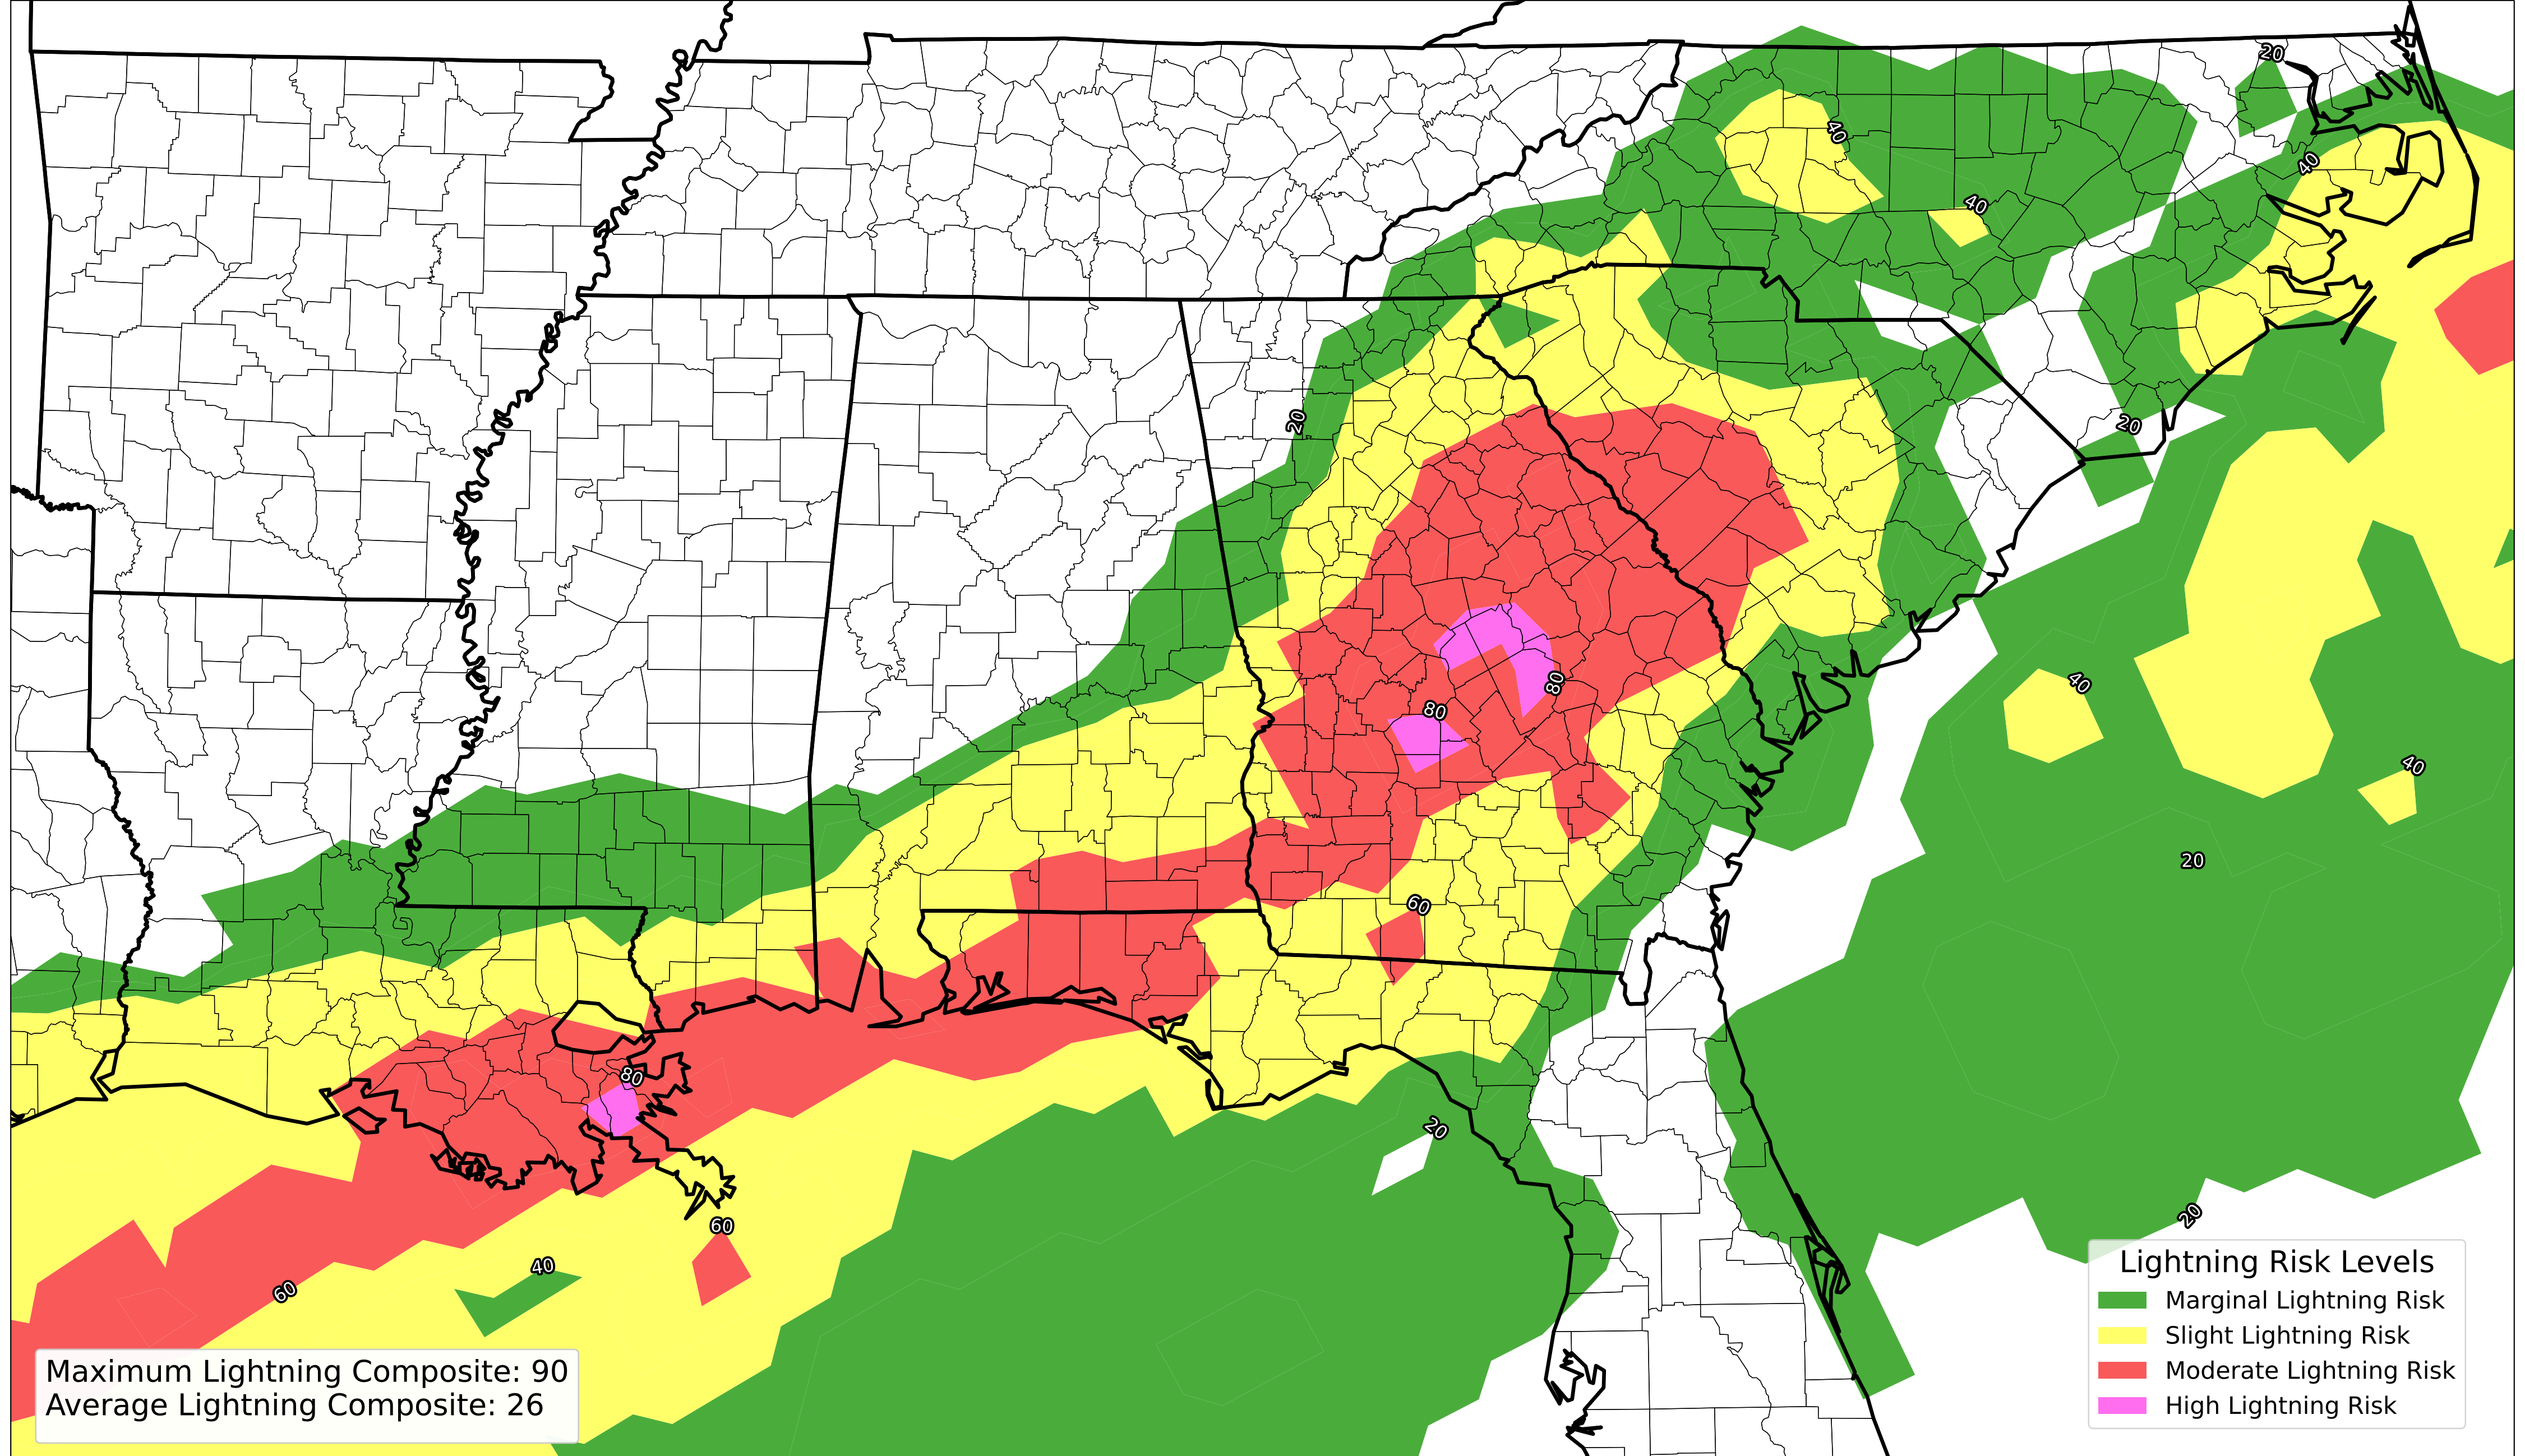 20
40
40
40
20
20
40
80
80
40
20
60
80
20
20
60
40
60
Lightning Risk Levels
Marginal Lightning Risk
Slight Lightning Risk
Moderate Lightning Risk
High Lightning Risk
Maximum Lightning Composite: 90
Average Lightning Composite: 26